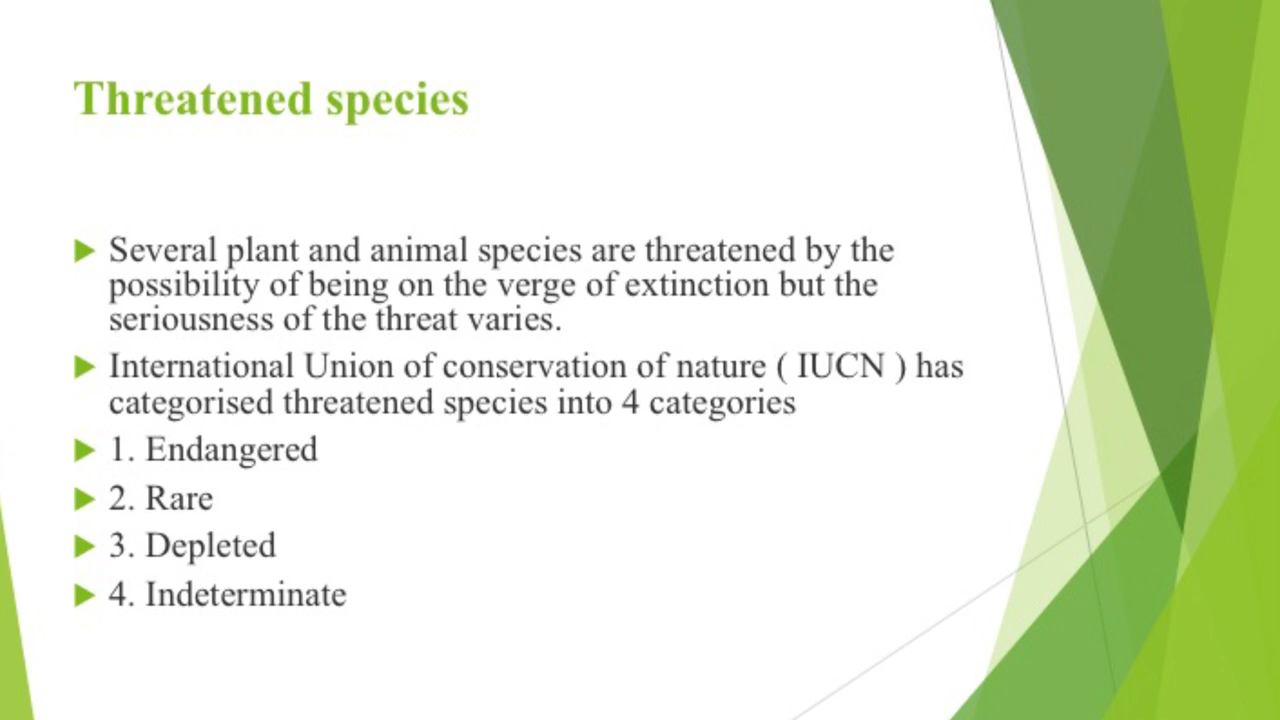 Threatened species
Several plant and animal species are threatened by the
possibility of being on the verge of extinction but the
seriousness of the threat varies.
International Union of conservation of nature ( IUCN ) has
categorised threatened species into 4 categories
1. Endangered
2. Rare
3. Depleted
4. Indeterminate